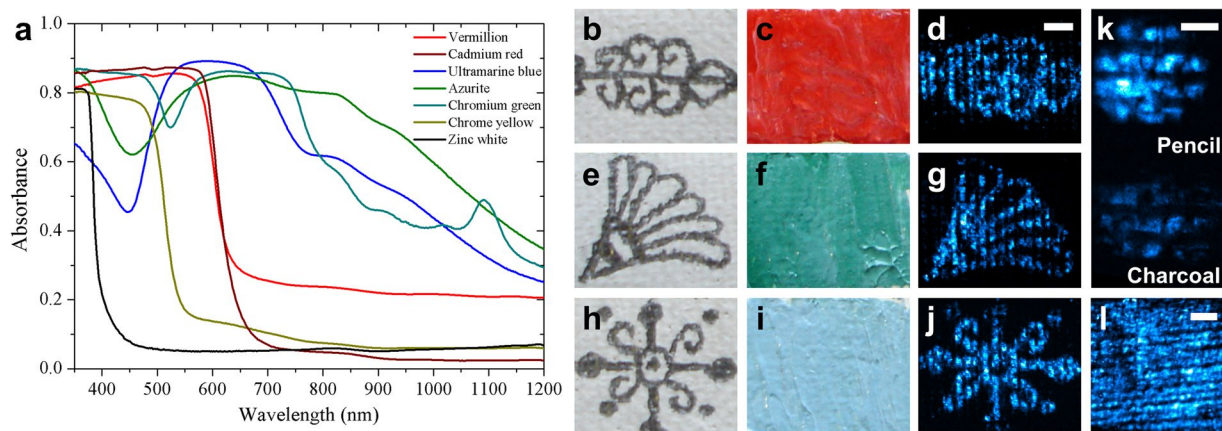 a
Vermillion
Cadmium red
Ultramarine blue
Azurite
Chromium green
Chrome yellow
Zinc white
1.0
0.8
0.6
0.4
0.2
0.0
Absorbance
400 500 600 700 800 900 1000 1100 1200
Wavelength (nm)
b c d k
Pencil
e f g
Charcoal
h i j l